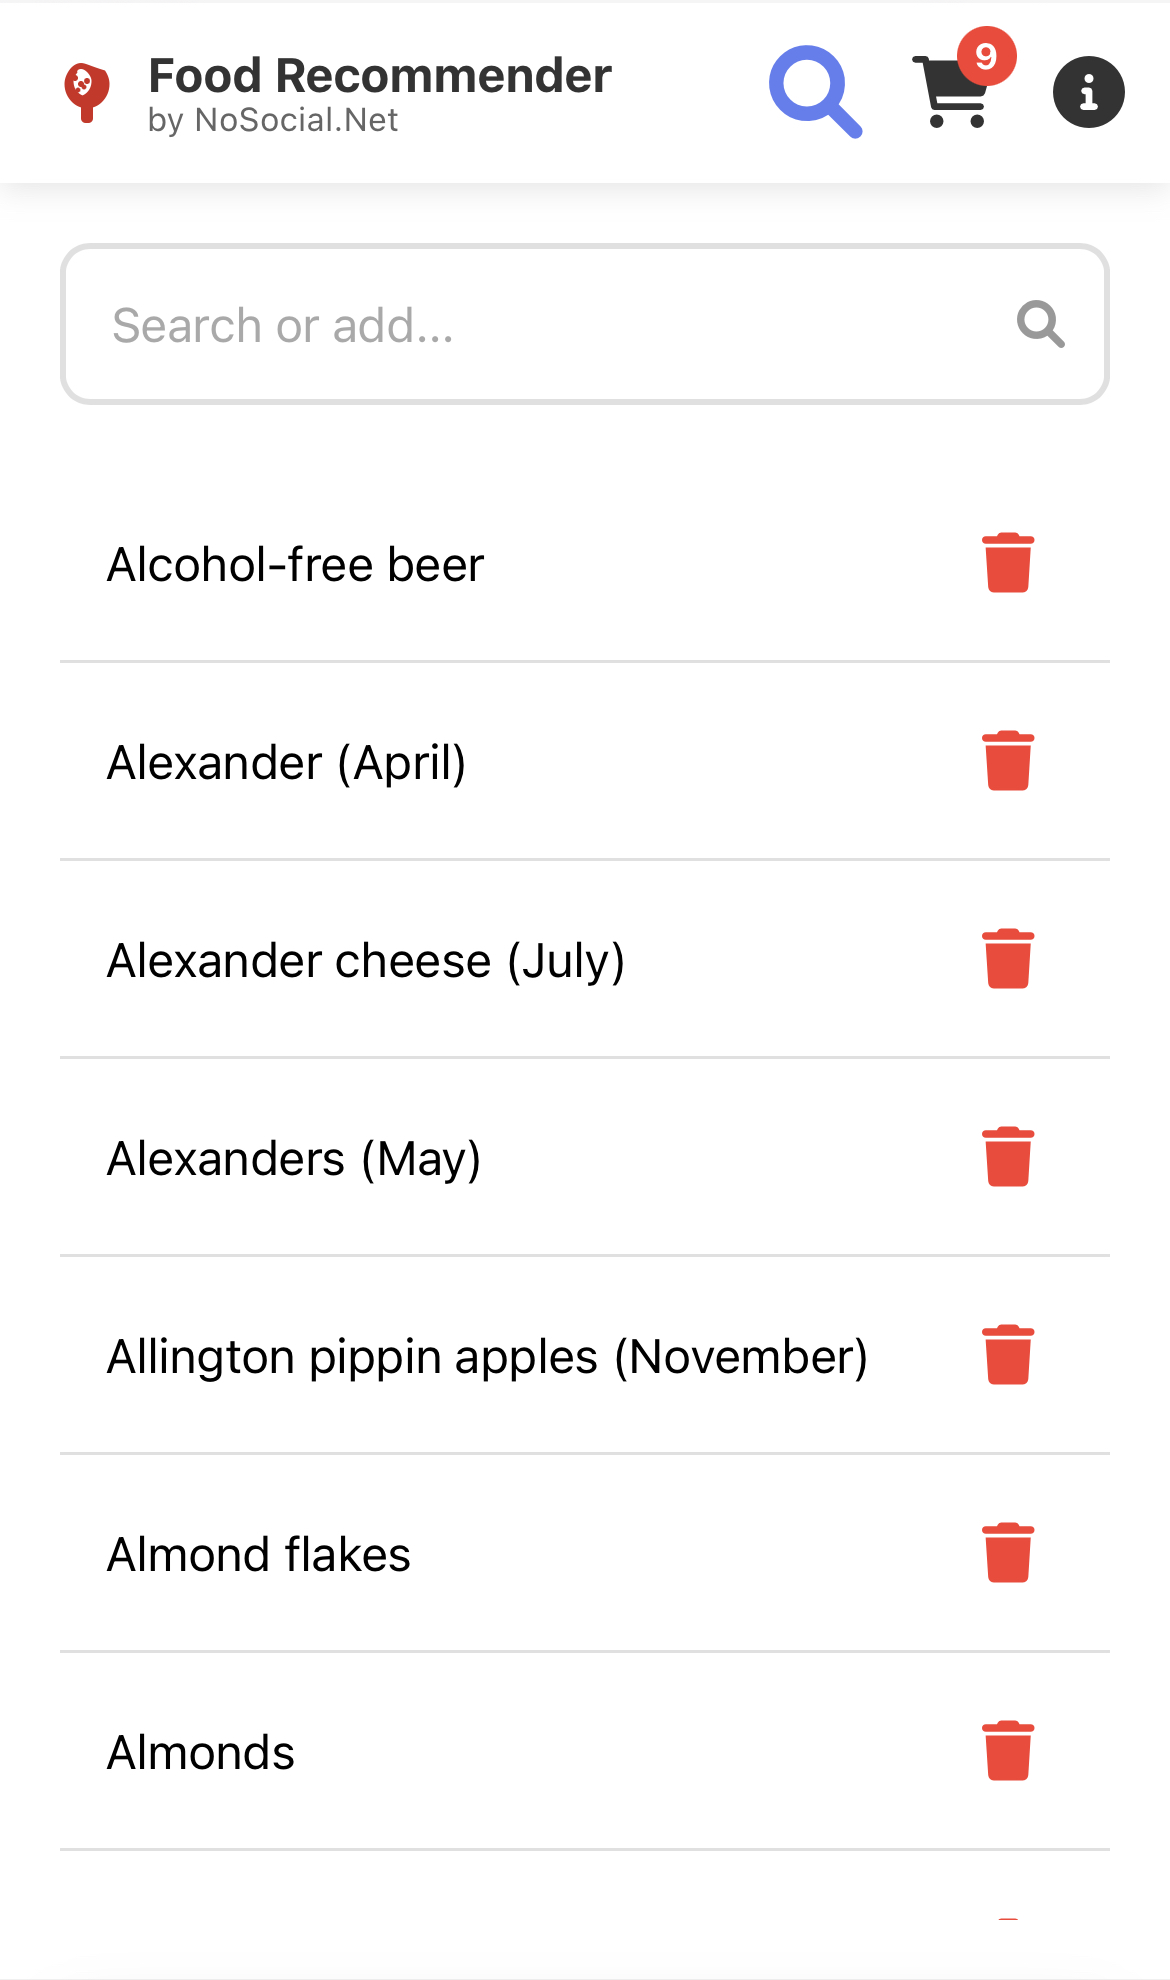 Food Recommender
by NoSocial.Net
9
Search or add...
Alcohol-free beer
Alexander (April)
Alexander cheese (July)
Alexanders (May)
Allington pippin apples (November)
Almond flakes
Almonds